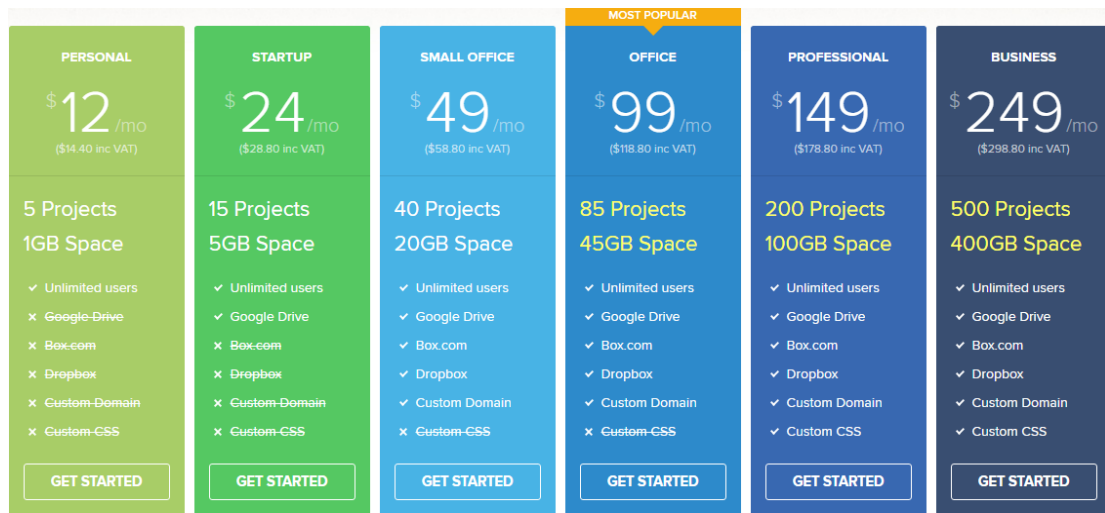 PERSONAL
$12/mo
($14.40 inc VAT)
5 Projects
1GB Space
Unlimited users
Google Drive
Box.com
Dropbox
Custom Domain
Custom CSS
GET STARTED
STARTUP
$24/mo
($28.80 inc VAT)
15 Projects
5GB Space
Unlimited users
Google Drive
Box.com
Dropbox
Custom Domain
Custom CSS
GET STARTED
SMALL OFFICE
$49/mo
($58.80 inc VAT)
40 Projects
20GB Space
Unlimited users
Google Drive
Box.com
Dropbox
Custom Domain
Custom CSS
GET STARTED
MOST POPULAR
OFFICE
$99/mo
($118.80 inc VAT)
85 Projects
45GB Space
Unlimited users
Google Drive
Box.com
Dropbox
Custom Domain
Custom CSS
GET STARTED
PROFESSIONAL
$149/mo
($178.80 inc VAT)
200 Projects
100GB Space
Unlimited users
Google Drive
Box.com
Dropbox
Custom Domain
Custom CSS
GET STARTED
BUSINESS
$249/mo
($298.80 inc VAT)
500 Projects
400GB Space
Unlimited users
Google Drive
Box.com
Dropbox
Custom Domain
Custom CSS
GET STARTED